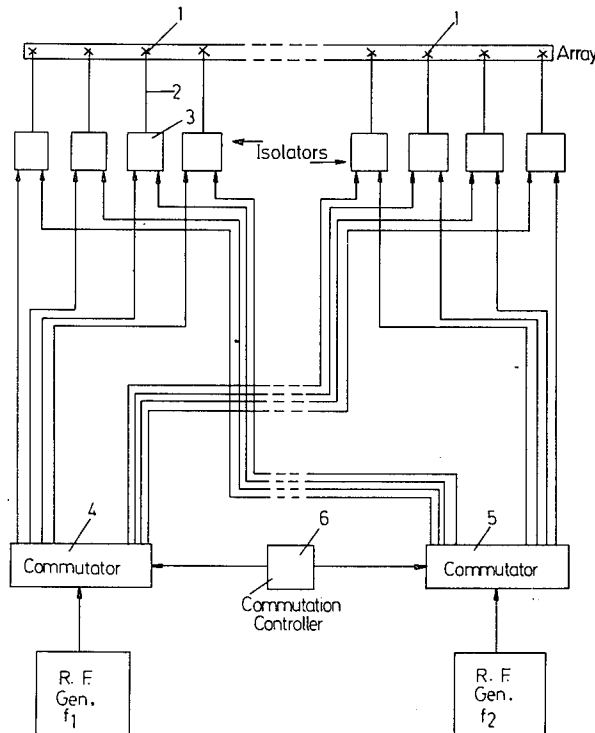 1
1
Array
2
3
Isolators
4
6
5
Commutator
Commutator
Commutation
Controller
R. F.
Gen.
f1
R. F.
Gen.
f2